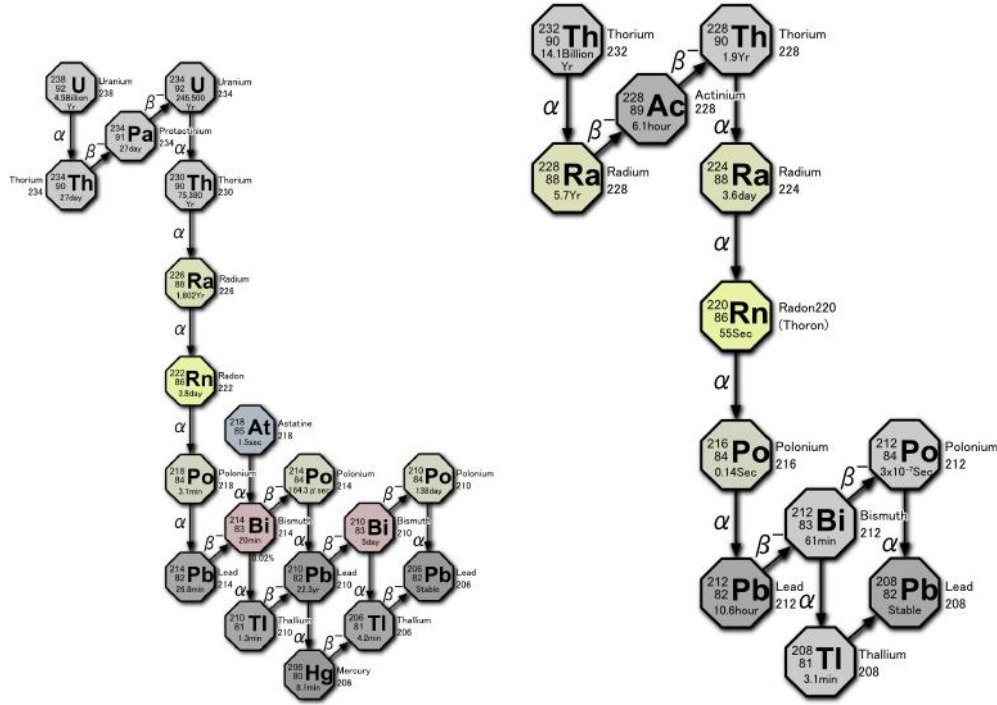 238
92 U
4.5Billion
Yr
Uranium
238
α
234
90 Th
27day
Thorium
234
β−
234
91 Pa
27day
Protactinium
234
β−
234
92 U
245,500
Yr
Uranium
234
α
230
90 Th
75,380
Yr
Thorium
230
α
226
88 Ra
1,602Yr
Radium
226
α
222
86 Rn
3.8day
Radon
222
α
218
84 Po
3.1min
Polonium
218
α
214
82 Pb
26.8min
Lead
214
β−
218
85 At
1.5sec
Astatine
218
α
214
83 Bi
20min
Bismuth
214
0.02%
β−
214
84 Po
164.3 μsec
Polonium
214
α
α
210
81 Tl
1.3min
Thallium
210
β−
210
82 Pb
22.3yr
Lead
210
β−
α
206
80 Hg
8.1min
Mercury
206
β−
210
83 Bi
5day
Bismuth
210
β−
α
210
84 Po
138day
Polonium
210
α
206
81 Tl
4.2min
Thallium
206
β−
206
82 Pb
Stable
Lead
206
232
90 Th
14.1Billion
Yr
Thorium
232
α
228
88 Ra
5.7Yr
Radium
228
β−
228
89 Ac
6.1hour
Actinium
228
β−
228
90 Th
1.9Yr
Thorium
228
α
224
88 Ra
3.6day
Radium
224
α
220
86 Rn
55Sec
Radon220
(Thoron)
α
216
84 Po
0.14Sec
Polonium
216
α
212
82 Pb
10.6hour
Lead
212
β−
212
83 Bi
61min
Bismuth
212
β−
212
84 Po
3x10⁻⁷Sec
Polonium
212
α
α
208
81 Tl
3.1min
Thallium
208
208
82 Pb
Stable
Lead
208